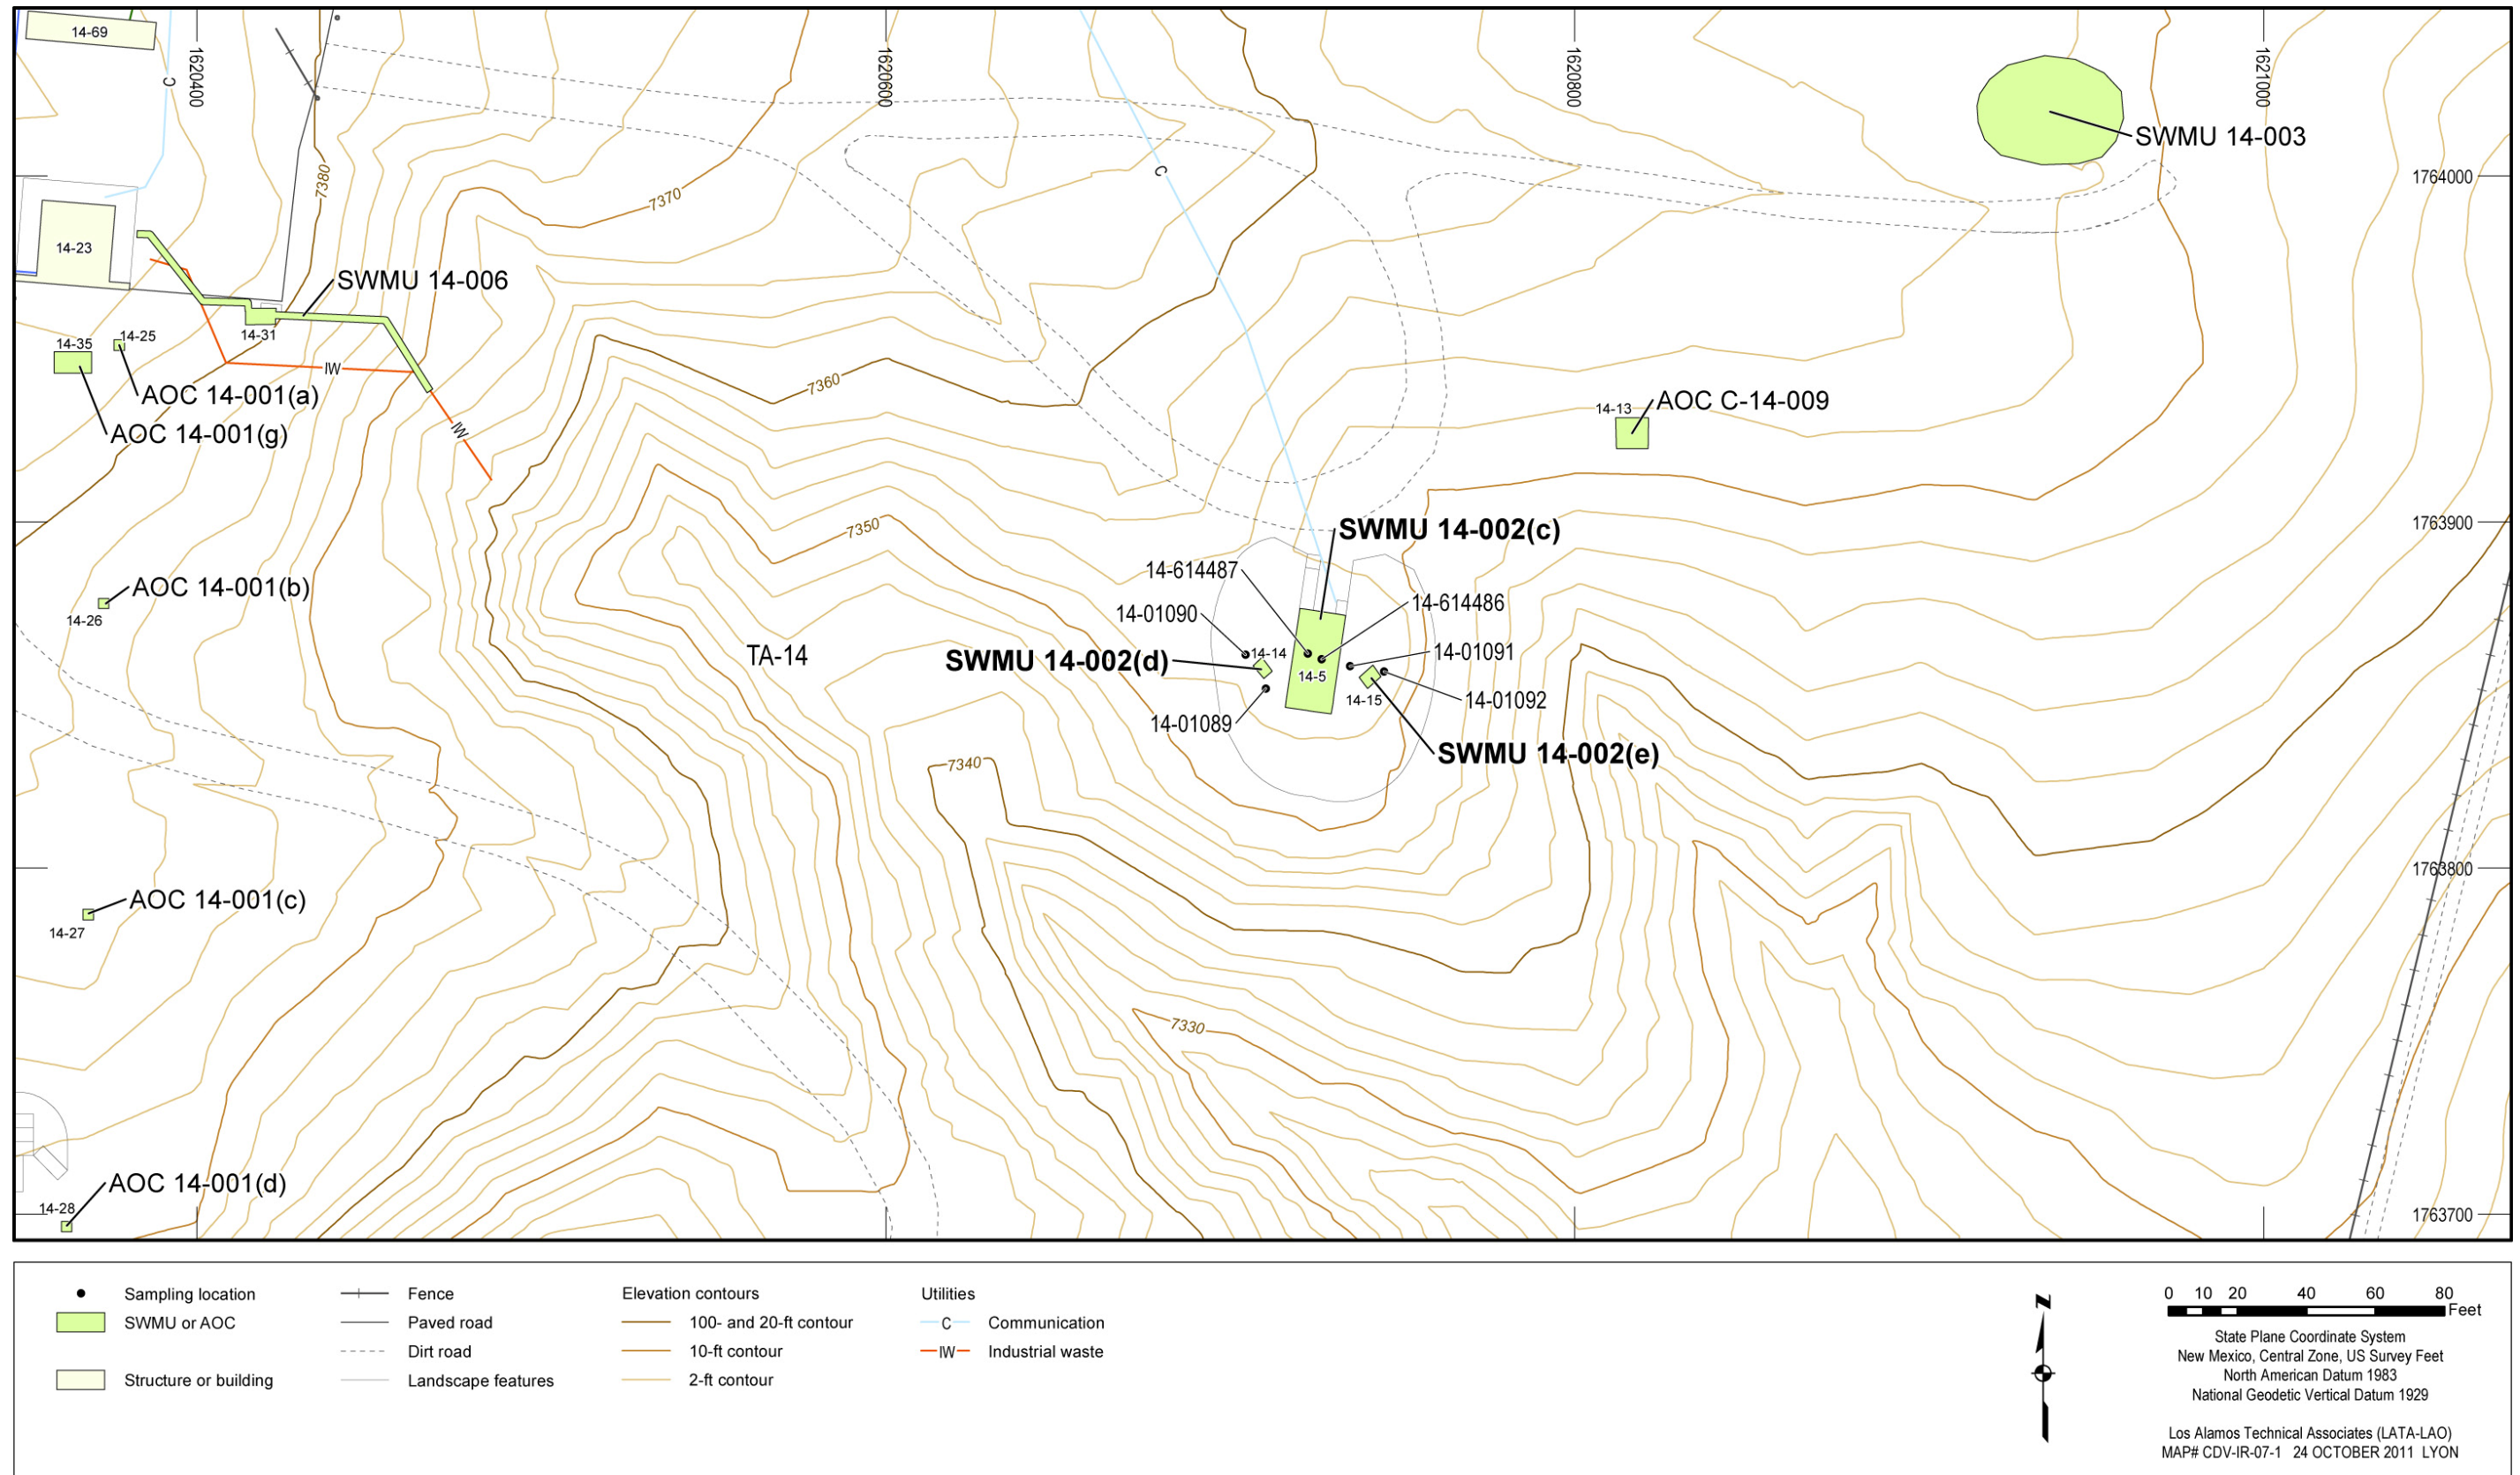 14-69
C
1620400
1620600
1620800
1621000
SWMU 14-003
C
1764000
7380
7370
14-23
SWMU 14-006
14-31
14-25
14-35
IW
AOC 14-001(a)
7360
AOC C-14-009
14-13
AOC 14-001(g)
IW
7350
1763900
SWMU 14-002(c)
14-614487
AOC 14-001(b)
14-614486
14-01090
14-26
TA-14
SWMU 14-002(d)
14-14
14-01091
14-5
14-15
14-01092
14-01089
SWMU 14-002(e)
7340
1763800
AOC 14-001(c)
14-27
7330
AOC 14-001(d)
14-28
1763700
Sampling location
SWMU or AOC
Structure or building
Fence
Paved road
Dirt road
Landscape features
Elevation contours
100- and 20-ft contour
10-ft contour
2-ft contour
Utilities
C Communication
IW Industrial waste
N
0 10 20 40 60 80
Feet
State Plane Coordinate System
New Mexico, Central Zone, US Survey Feet
North American Datum 1983
National Geodetic Vertical Datum 1929
Los Alamos Technical Associates (LATA-LAO)
MAP# CDV-IR-07-1 24 OCTOBER 2011 LYON